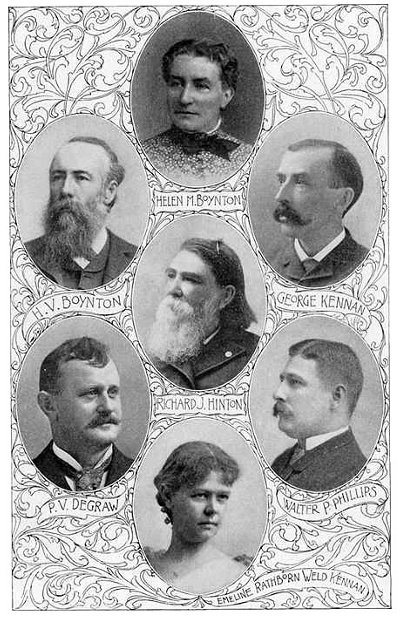 HELEN M. BOYNTON
H. V. BOYNTON
GEORGE KENNAN
RICHARD J. HINTON
P. V. DEGRAW
WALTER P. PHILLIPS
EMELINE RATHBORN WELD KENNAN